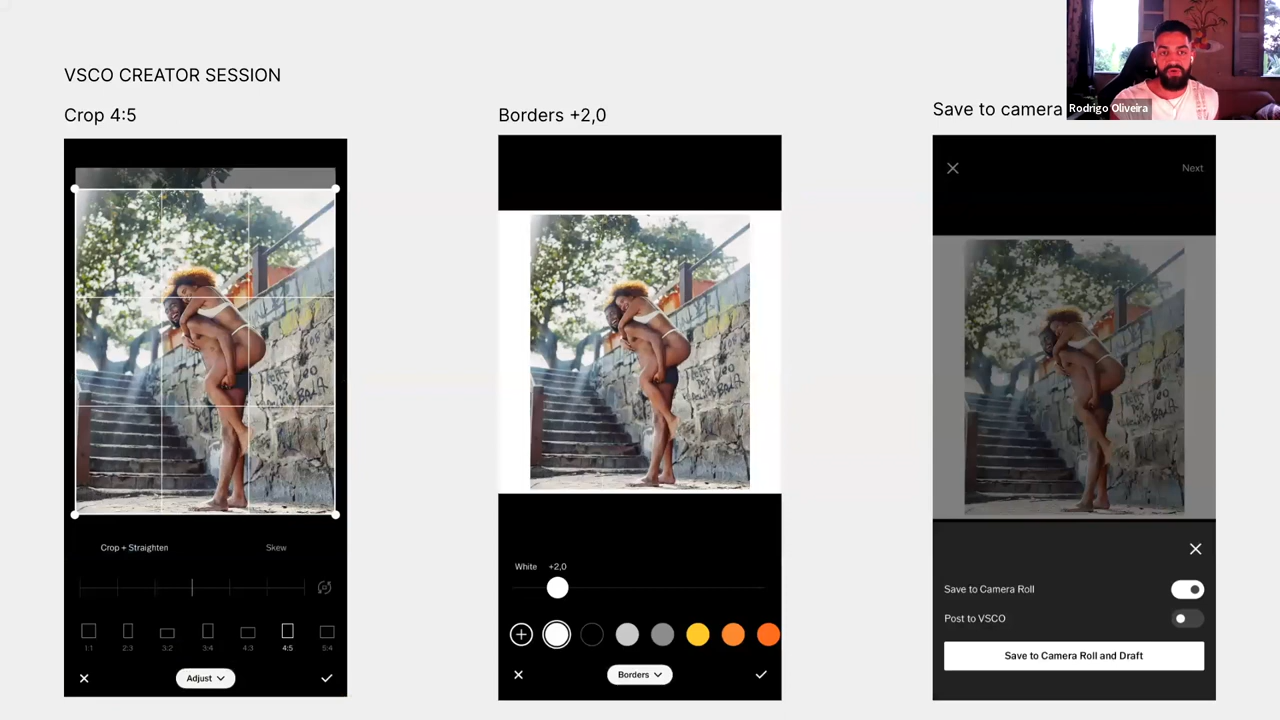 VSCO CREATOR SESSION
Crop 4:5
Borders +2,0
Save to camera
Rodrigo Oliveira
Crop + Straighten
Skew
1:1
2:3
3:2
3:4
4:3
4:5
5:4
Adjust
White +2,0
Borders
Next
Save to Camera Roll
Post to VSCO
Save to Camera Roll and Draft